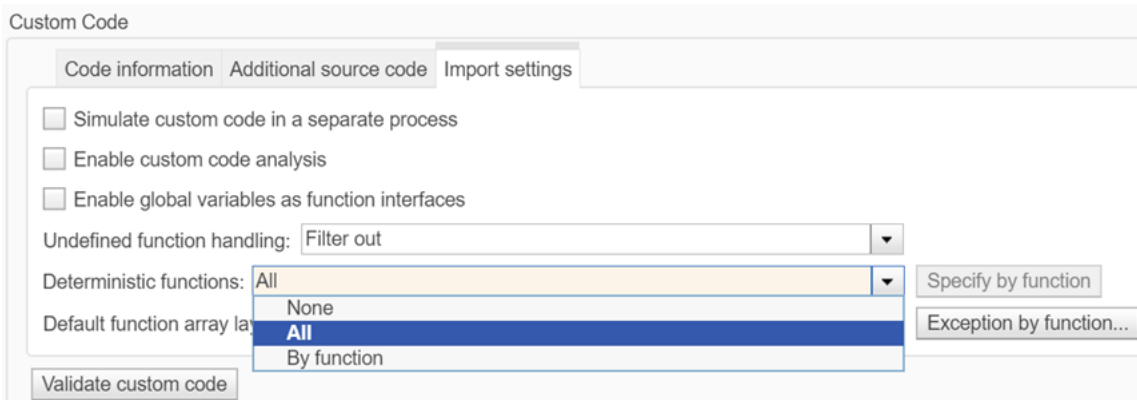 Custom Code
Code information Additional source code Import settings
Simulate custom code in a separate process
Enable custom code analysis
Enable global variables as function interfaces
Undefined function handling: Filter out
Deterministic functions: All Specify by function
None
Default function array Exception by function...
All
By function
Validate custom code